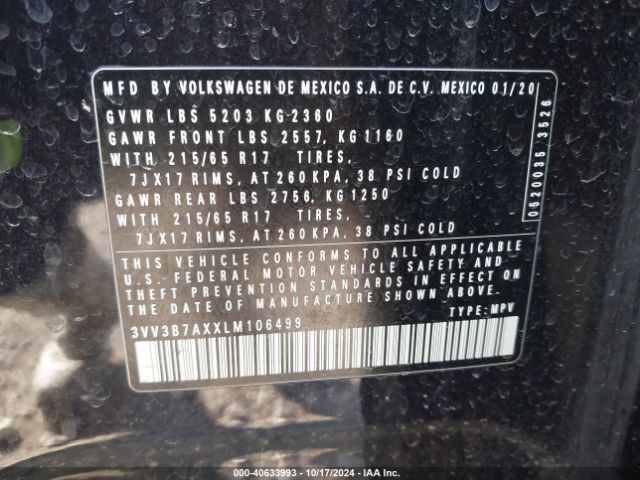 MFD BY VOLKSWAGEN DE MEXICO S.A. DE C.V. MEXICO 01/20
GVWR LBS 5203 KG 2360
GAWR FRONT LBS 2557, KG 1160
WITH 215/65 R17 TIRES,
7JX17 RIMS, AT 260 KPA, 38 PSI COLD
GAWR REAR LBS 2756, KG 1250
WITH 215/65 R17 TIRES,
7JX17 RIMS, AT 260 KPA, 38 PSI COLD
0620035 3526
THIS VEHICLE CONFORMS TO ALL APPLICABLE
U.S. FEDERAL MOTOR VEHICLE SAFETY AND
THEFT PREVENTION STANDARDS IN EFFECT ON
THE DATE OF MANUFACTURE SHOWN ABOVE.
3VV3B7AXXLM106499 TYPE: MPV
000-40633993 - 10/17/2024 - IAA Inc.